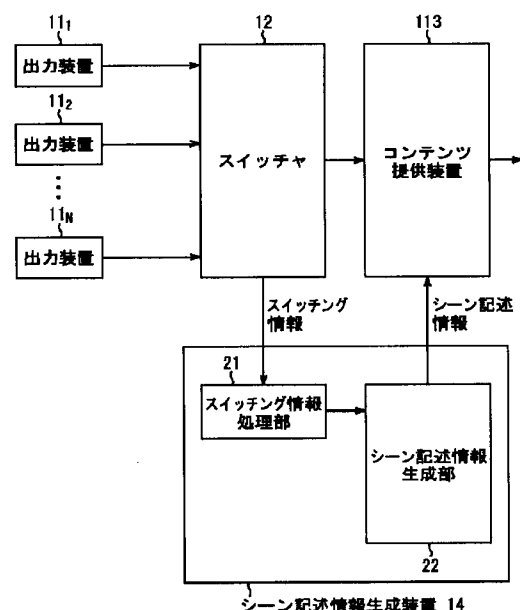 11₁
出力装置
11₂
出力装置
11N
出力装置
12
スイッチャ
113
コンテンツ
提供装置
スイッチング
情報
シーン記述
情報
21
スイッチング情報
処理部
シーン記述情報
生成部
22
シーン記述情報生成装置 14